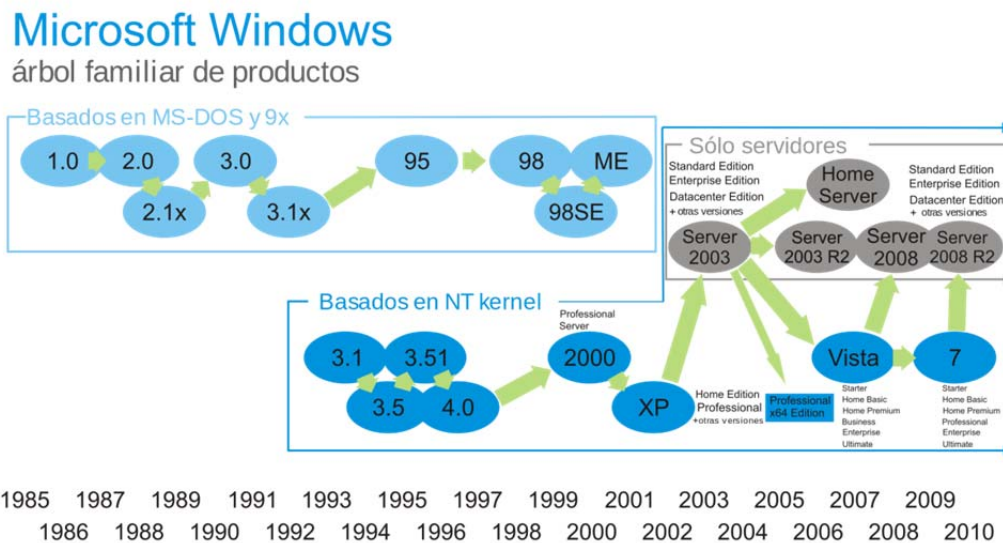 Microsoft Windows
árbol familiar de productos
Basados en MS-DOS y 9x
1.0
2.0
3.0
95
98
ME
2.1x
3.1x
98SE
Sólo servidores
Standard Edition
Enterprise Edition
Datacenter Edition
+ otras versiones
Home
Server
Standard Edition
Enterprise Edition
Datacenter Edition
+ otras versiones
Server
2003
Server
2003 R2
Server
2008
Server
2008 R2
Basados en NT kernel
3.1
3.51
3.5
4.0
Professional
Server
2000
XP
Home Edition
Professional
+otras versiones
Professional
x64 Edition
Vista
Starter
Home Basic
Home Premium
Business
Enterprise
Ultimate
7
Starter
Home Basic
Home Premium
Professional
Enterprise
Ultimate
1985 1987 1989 1991 1993 1995 1997 1999 2001 2003 2005 2007 2009
1986 1988 1990 1992 1994 1996 1998 2000 2002 2004 2006 2008 2010